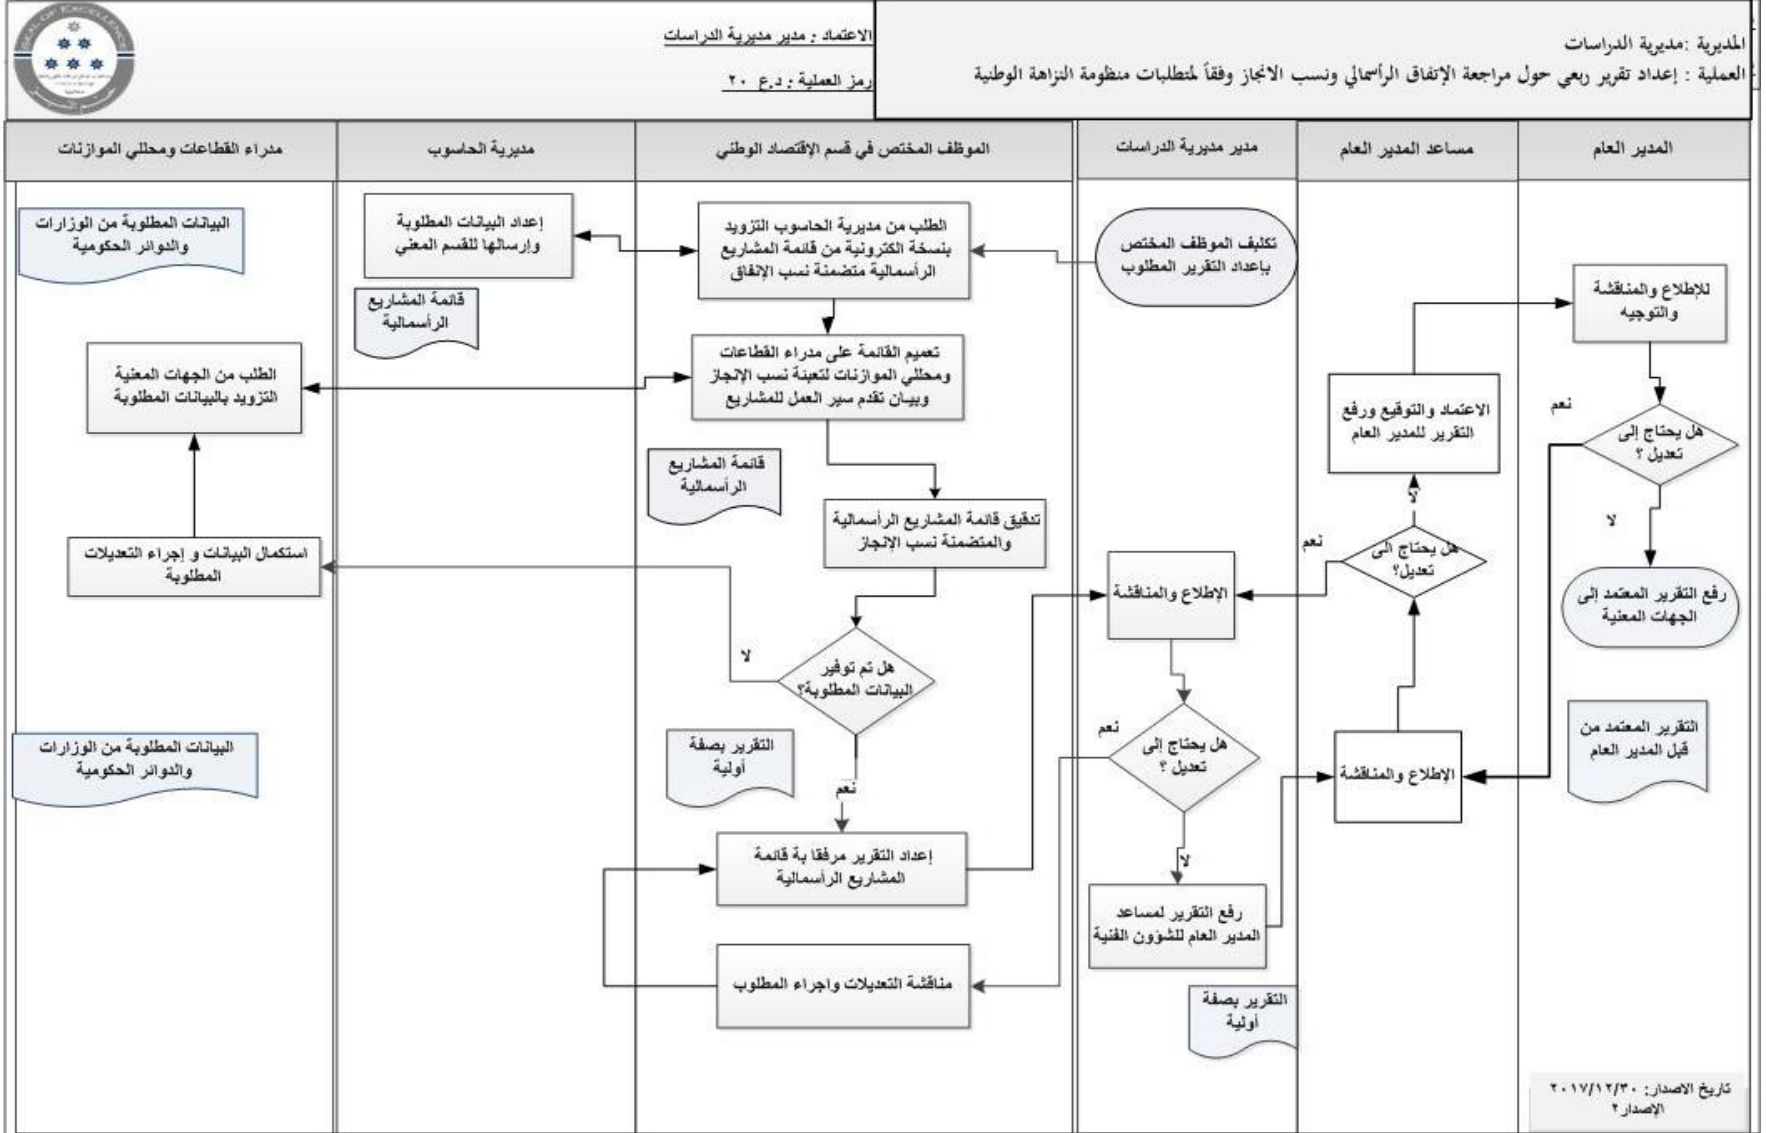 المديرية :مديرية الدراسات
العملية : إعداد تقرير ربعي حول مراجعة الإنفاق الرأسمالي ونسب الانجاز وفقاً لمتطلبات منظومة النزاهة الوطنية
الاعتماد : مدير مديرية الدراسات
رمز العملية : د.ع ٢٠
SEAL OF EXCELLENCE
المدير العام
مساعد المدير العام
مدير مديرية الدراسات
الموظف المختص في قسم الإقتصاد الوطني
مديرية الحاسوب
مدراء القطاعات ومحللي الموازنات
للإطلاع والمناقشة
والتوجيه
نعم
هل يحتاج إلى
تعديل ؟
لا
رفع التقرير المعتمد إلى
الجهات المعنية
التقرير المعتمد من
قبل المدير العام
تاريخ الاصدار: ٢٠١٧/١٢/٣٠
الإصدار٢
الاعتماد والتوقيع ورفع
التقرير للمدير العام
لا
نعم
هل يحتاج الى
تعديل؟
الإطلاع والمناقشة
تكليف الموظف المختص
بإعداد التقرير المطلوب
الإطلاع والمناقشة
نعم
هل يحتاج إلى
تعديل ؟
لا
رفع التقرير لمساعد
المدير العام للشؤون الفنية
التقرير بصفة
أولية
الطلب من مديرية الحاسوب التزويد
بنسخة الكترونية من قائمة المشاريع
الرأسمالية متضمنة نسب الإنفاق
تعميم القائمة على مدراء القطاعات
ومحللي الموازنات لتعبئة نسب الإنجاز
وبيان تقدم سير العمل للمشاريع
قائمة المشاريع
الرأسمالية
تدقيق قائمة المشاريع الرأسمالية
والمتضمنة نسب الإنجاز
لا
هل تم توفير
البيانات المطلوبة؟
التقرير بصفة
أولية
نعم
إعداد التقرير مرفقا بة قائمة
المشاريع الرأسمالية
مناقشة التعديلات واجراء المطلوب
إعداد البيانات المطلوبة
وإرسالها للقسم المعني
قائمة المشاريع
الرأسمالية
البيانات المطلوبة من الوزارات
والدوائر الحكومية
الطلب من الجهات المعنية
التزويد بالبيانات المطلوبة
استكمال البيانات و إجراء التعديلات
المطلوبة
البيانات المطلوبة من الوزارات
والدوائر الحكومية